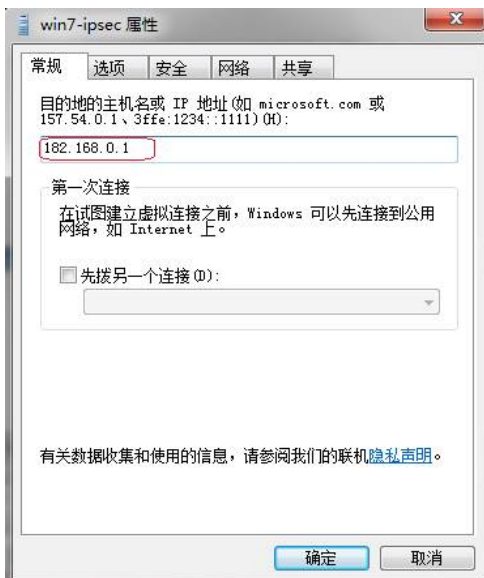 win7-ipsec 属性
常规 选项 安全 网络 共享
目的地的主机名或 IP 地址(如 microsoft.com 或
157.54.0.1、3ffe:1234::1111)(H):
182.168.0.1
第一次连接
在试图建立虚拟连接之前，Windows 可以先连接到公用
网络，如 Internet 上。
先拨另一个连接(D):
有关数据收集和使用的信息，请参阅我们的联机隐私声明。
确定 取消